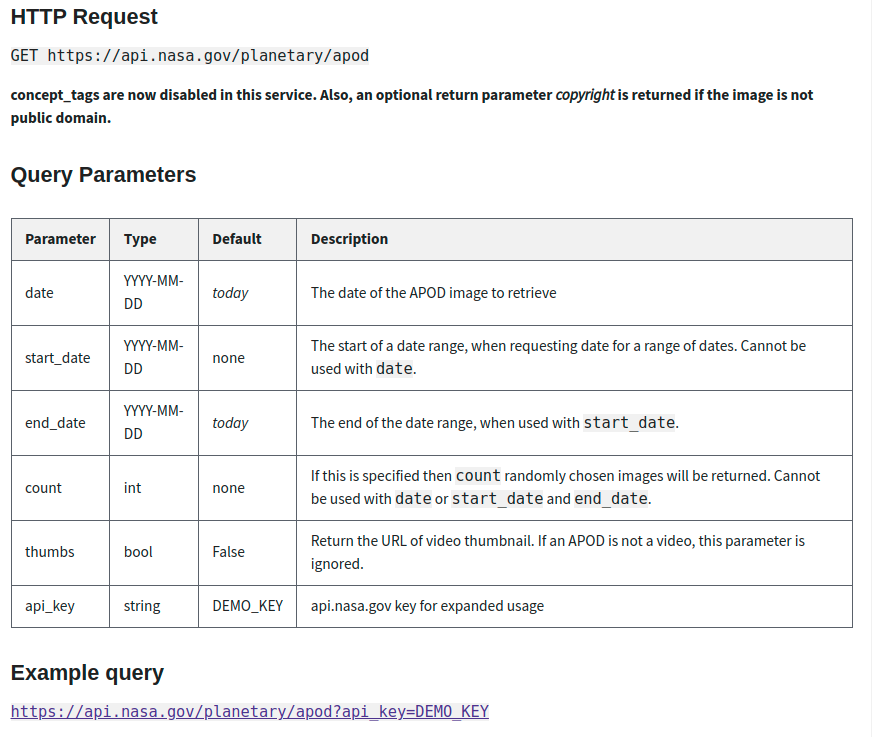 HTTP Request
GET https://api.nasa.gov/planetary/apod
concept_tags are now disabled in this service. Also, an optional return parameter copyright is returned if the image is not
public domain.
Query Parameters
Parameter Type Default Description
date YYYY-MM-DD today The date of the APOD image to retrieve
start_date YYYY-MM-DD none The start of a date range, when requesting date for a range of dates. Cannot be
used with date.
end_date YYYY-MM-DD today The end of the date range, when used with start_date.
count int none If this is specified then count randomly chosen images will be returned. Cannot
be used with date or start_date and end_date.
thumbs bool False Return the URL of video thumbnail. If an APOD is not a video, this parameter is
ignored.
api_key string DEMO_KEY api.nasa.gov key for expanded usage
Example query
https://api.nasa.gov/planetary/apod?api_key=DEMO_KEY